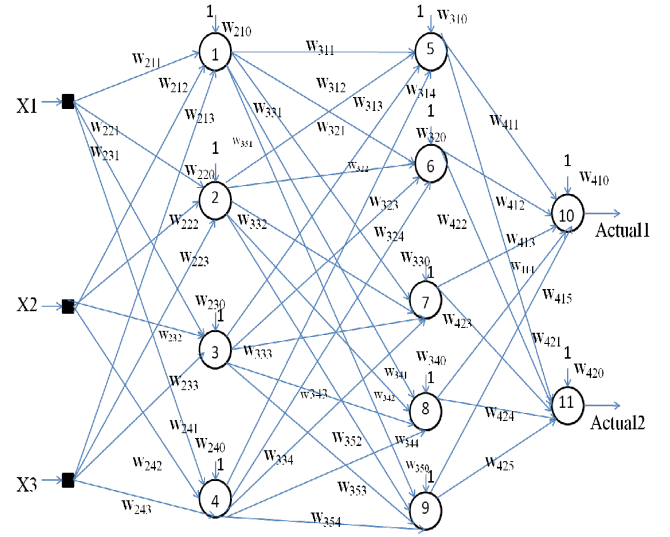 1 W210
1 W310
W211
1
W311
5
W212
W312
W314
X1
W213
W331
W313
1
W411
W221
W321
W320
W231
W351
1
W322
6
1
W410
W220
2
W323
W412
10
W222
W332
W324
W422
Actual1
W223
W330
W413
W414
1
X2
W230
7
W415
1
W423
W232
3
W333
W421
W340
1
W420
W233
W341
1
W343
W342
8
W424
11
Actual2
W241
W352
W240
W344
W242
1
W334
W350
1
W425
X3
W353
4
9
W243
W354